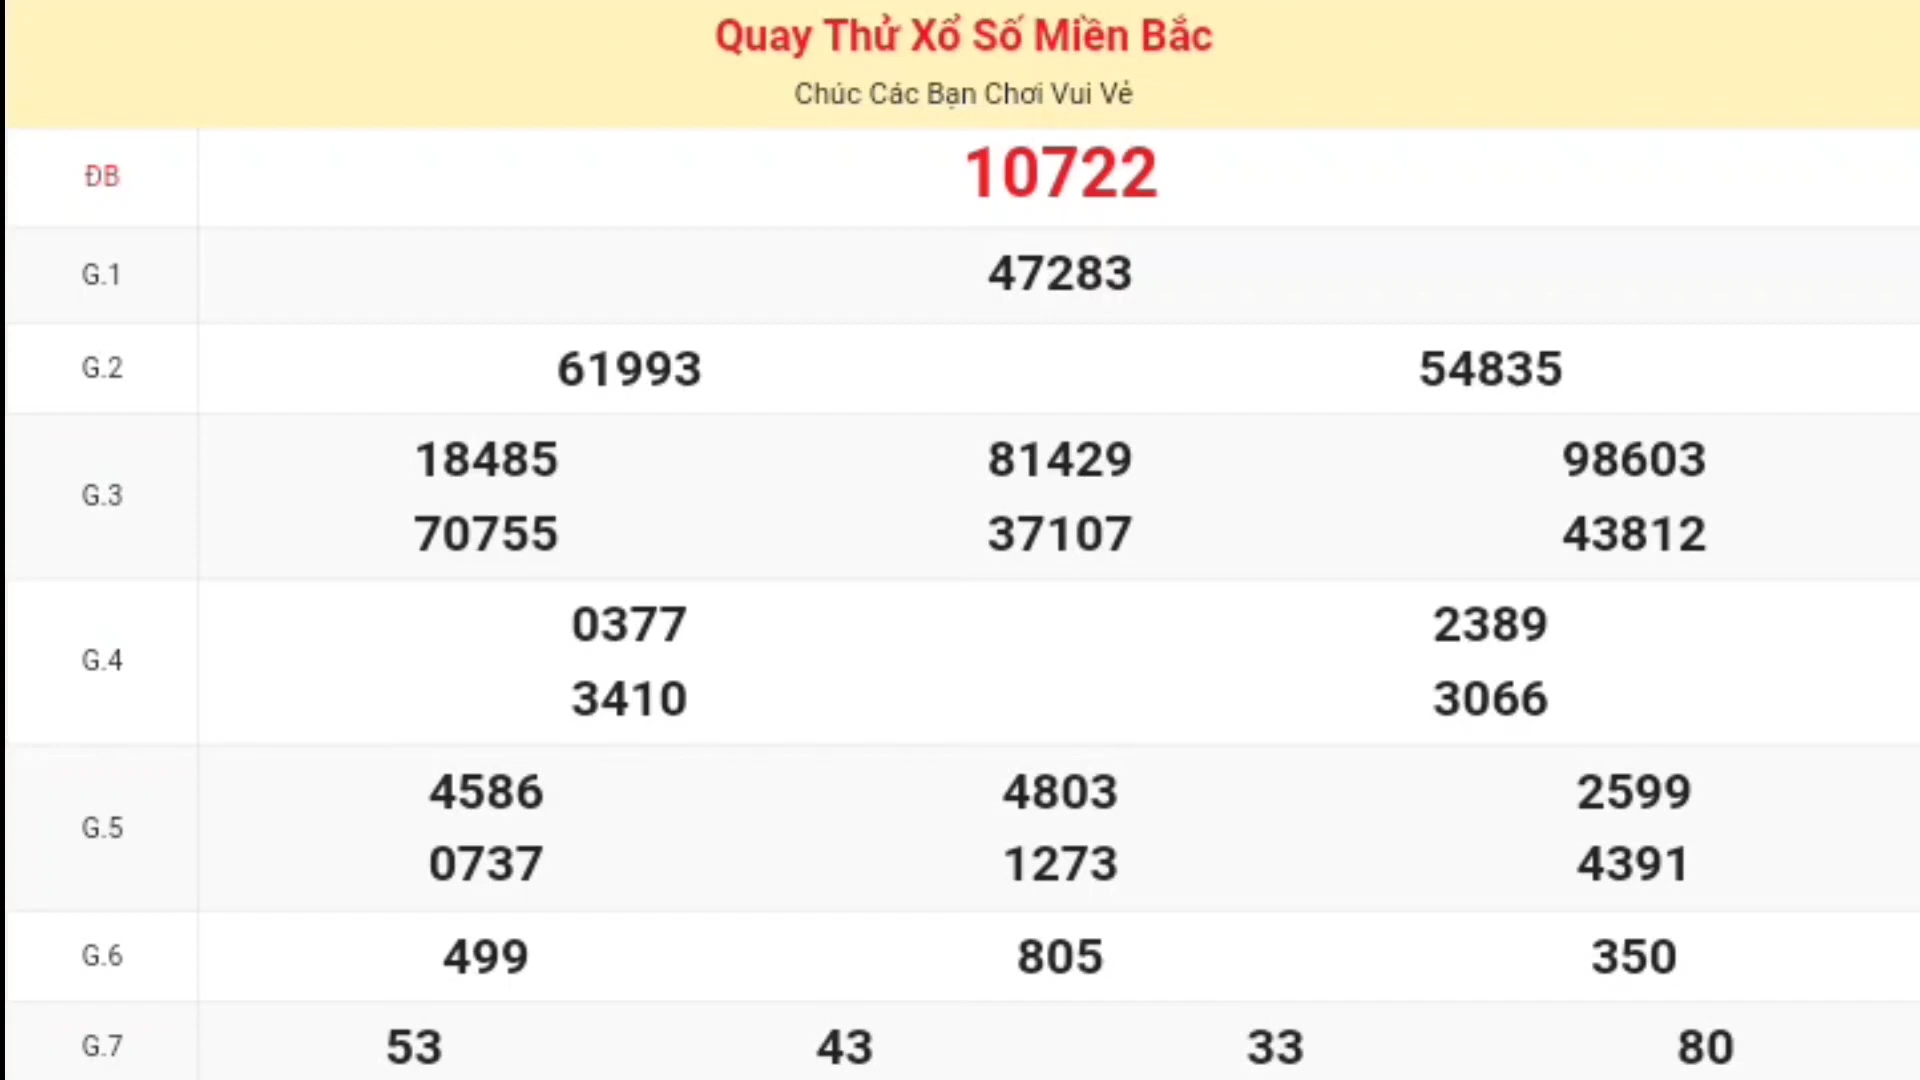 Quay Thử Xổ Số Miền Bắc
Chúc Các Bạn Chơi Vui Vẻ
ĐB 10722
G.1 47283
G.2 61993 54835
G.3 18485 81429 98603
70755 37107 43812
G.4 0377 2389
3410 3066
G.5 4586 4803 2599
0737 1273 4391
G.6 499 805 350
G.7 53 43 33 80